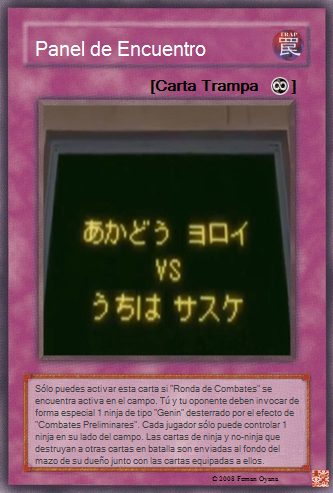 Panel de Encuentro
TRAP
罠
[Carta Trampa ]
あかどう ヨロイ
VS
うちは サスケ
Sólo puedes activar esta carta si "Ronda de Combates" se
encuentra activa en el campo. Tú y tu oponente deben invocar de
forma especial 1 ninja de tipo "Genin" desterrado por el efecto de
"Combates Preliminares". Cada jugador sólo puede controlar 1
ninja en su lado del campo. Las cartas de ninja y no-ninja que
destruyan a otras cartas en batalla son enviadas al fondo del
mazo de su dueño junto con las cartas equipadas a ellos.